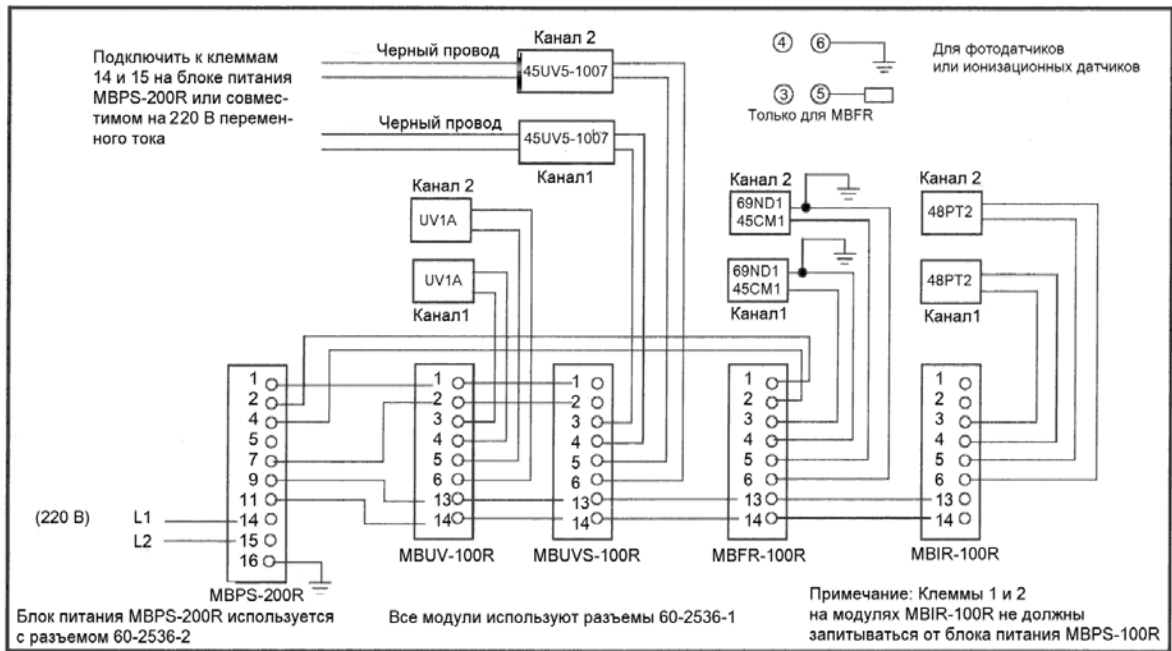 Подключить к клеммам
14 и 15 на блоке питания
MBPS-200R или совмес-
тимом на 220 В перемен-
ного тока
Черный провод
Канал 2
45UV5-1007
Черный провод
45UV5-1007
Канал1
4 6
3 5
Только для MBFR
Для фотодатчиков
или ионизационных датчиков
Канал 2
UV1A
UV1A
Канал1
Канал 2
69ND1
45CM1
69ND1
45CM1
Канал1
Канал 2
48PT2
48PT2
Канал1
1
2
4
5
7
9
11
14
15
16
(220 В)
L1
L2
MBPS-200R
1
2
3
4
5
6
13
14
MBUV-100R
1
2
3
4
5
6
13
14
MBUVS-100R
1
2
3
4
5
6
13
14
MBFR-100R
1
2
3
4
5
6
13
14
MBIR-100R
Блок питания MBPS-200R используется
с разъемом 60-2536-2
Все модули используют разъемы 60-2536-1
Примечание: Клеммы 1 и 2
на модулях MBIR-100R не должны
запитываться от блока питания MBPS-100R